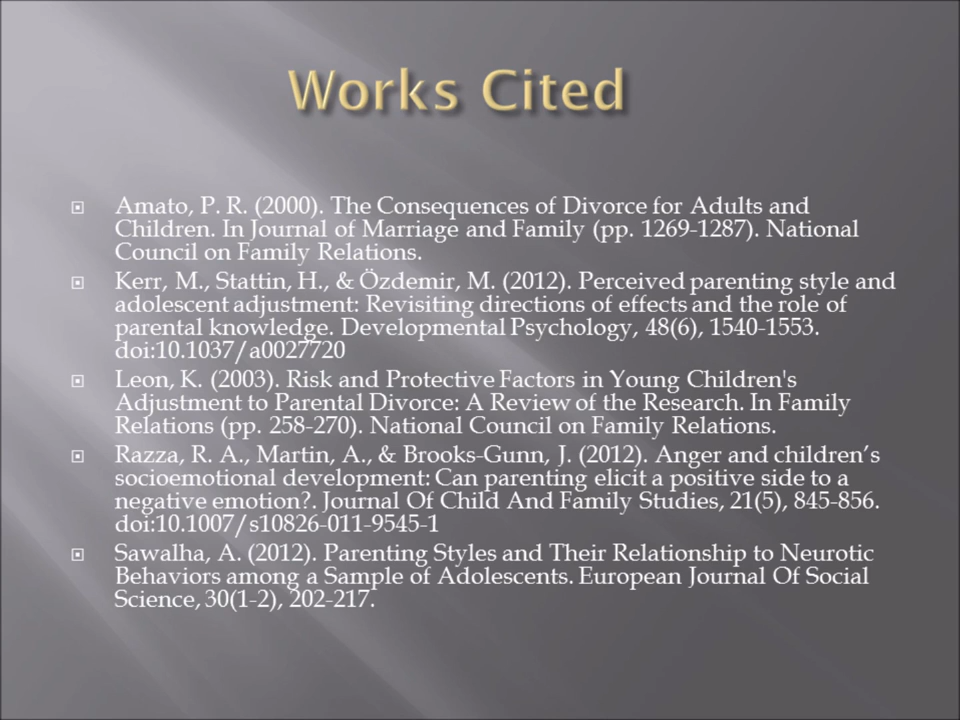 Works Cited
Amato, P. R. (2000). The Consequences of Divorce for Adults and
Children. In Journal of Marriage and Family (pp. 1269-1287). National
Council on Family Relations.
Kerr, M., Stattin, H., & Özdemir, M. (2012). Perceived parenting style and
adolescent adjustment: Revisiting directions of effects and the role of
parental knowledge. Developmental Psychology, 48(6), 1540-1553.
doi:10.1037/a0027720
Leon, K. (2003). Risk and Protective Factors in Young Children's
Adjustment to Parental Divorce: A Review of the Research. In Family
Relations (pp. 258-270). National Council on Family Relations.
Razza, R. A., Martin, A., & Brooks-Gunn, J. (2012). Anger and children’s
socioemotional development: Can parenting elicit a positive side to a
negative emotion?. Journal Of Child And Family Studies, 21(5), 845-856.
doi:10.1007/s10826-011-9545-1
Sawalha, A. (2012). Parenting Styles and Their Relationship to Neurotic
Behaviors among a Sample of Adolescents. European Journal Of Social
Science, 30(1-2), 202-217.